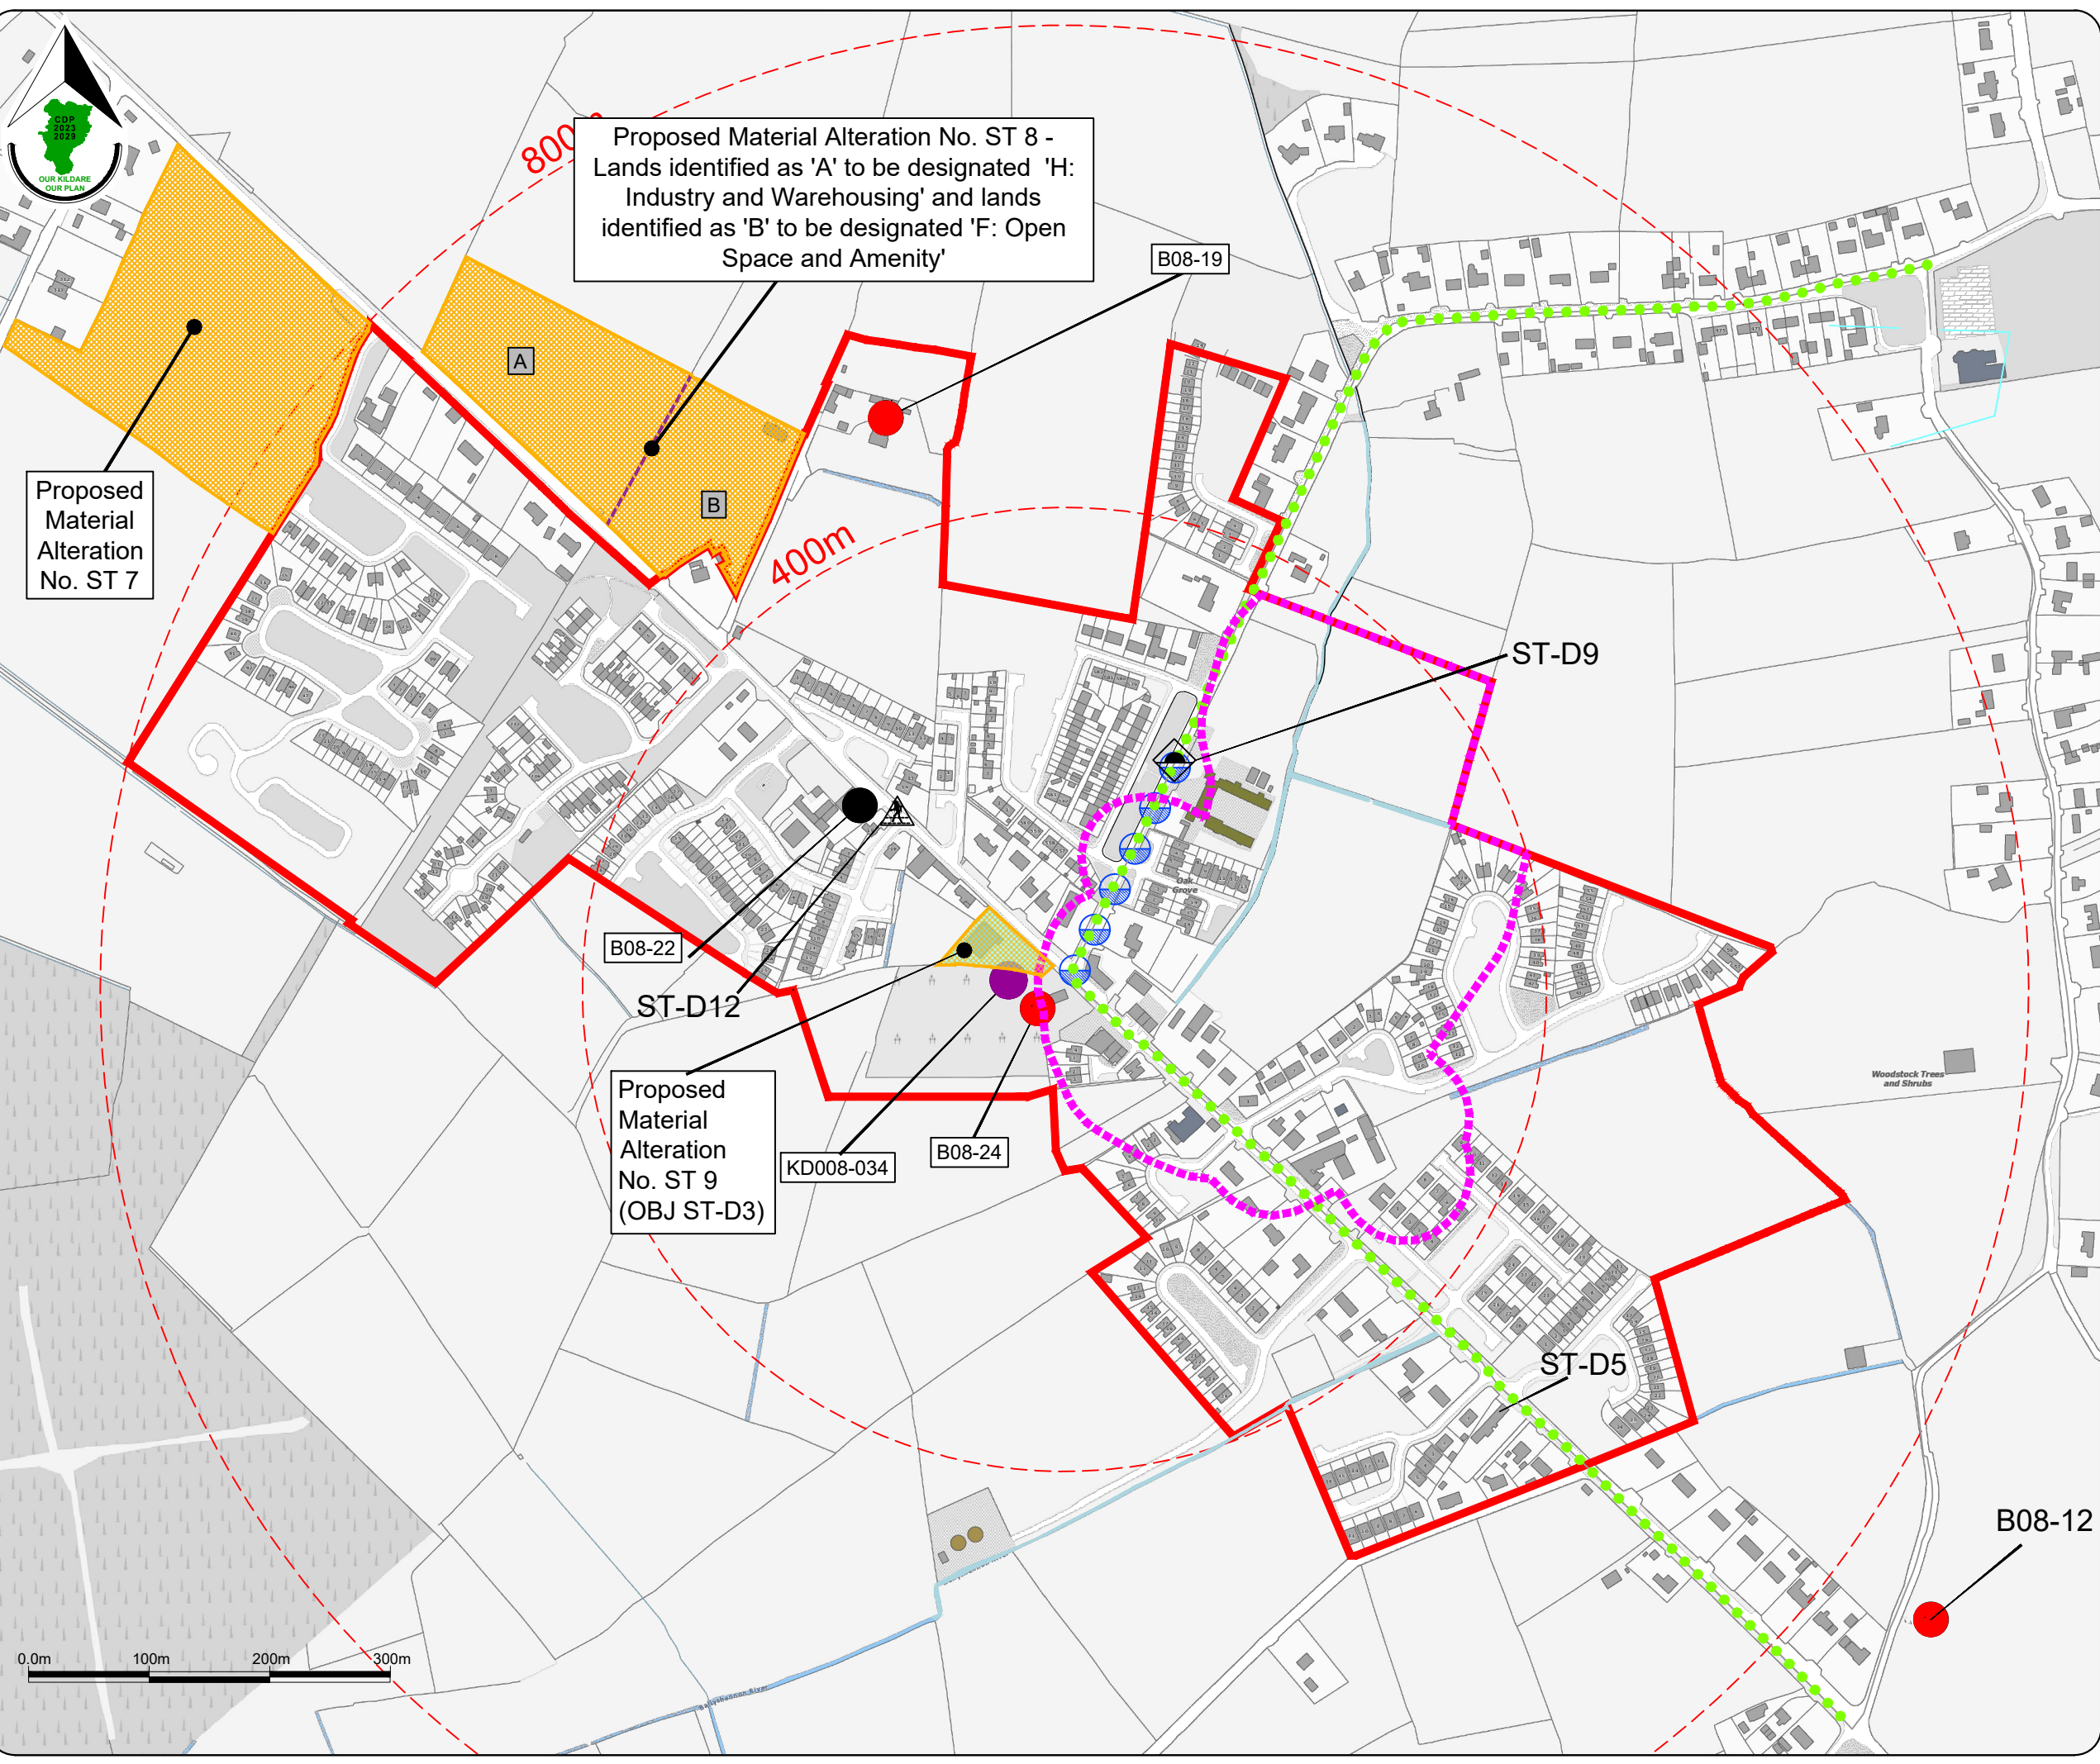 CDP
2023
2029
OUR KILDARE
OUR PLAN
Proposed Material Alteration No. ST 8 -
Lands identified as 'A' to be designated 'H:
Industry and Warehousing' and lands
identified as 'B' to be designated 'F: Open
Space and Amenity'
B08-19
A
B
400m
Proposed
Material
Alteration
No. ST 7
ST-D9
Oak
Grove
B08-22
ST-D12
Proposed
Material
Alteration
No. ST 9
(OBJ ST-D3)
KD008-034
B08-24
Woodstock Trees
and Shrubs
ST-D5
B08-12
0.0m 100m 200m 300m